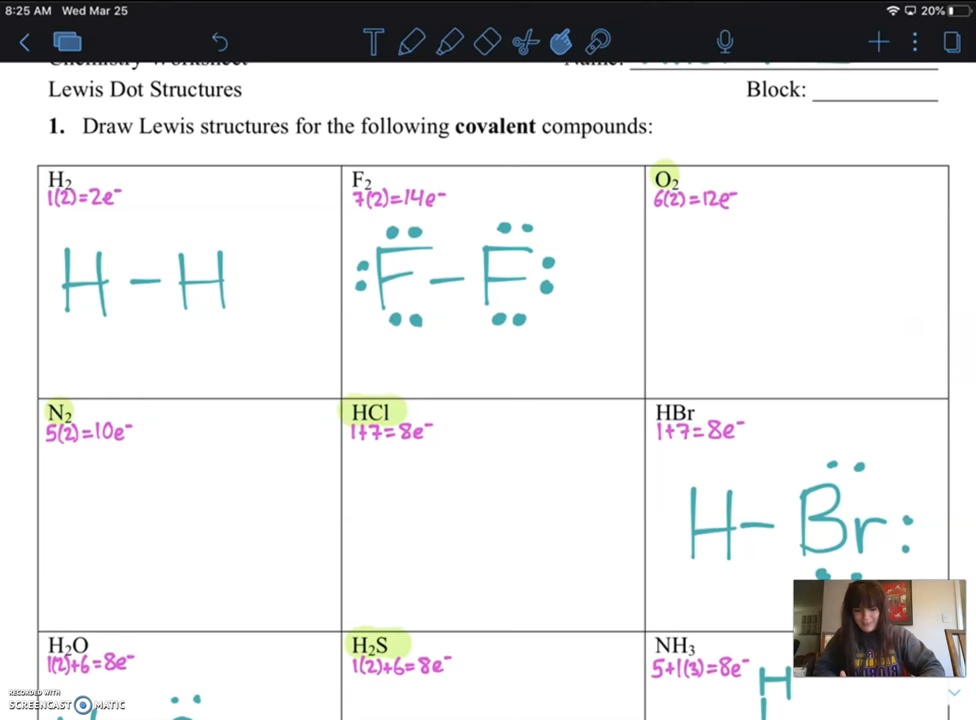 8:25 AM Wed Mar 25
20%
T
Chemistry Worksheet
Name:
Lewis Dot Structures
Block:
1. Draw Lewis structures for the following covalent compounds:
H₂
1(2)=2e⁻
H–H
F₂
7(2)=14e⁻
F–F
O₂
6(2)=12e⁻
N₂
5(2)=10e⁻
HCl
1+7=8e⁻
HBr
1+7=8e⁻
H–Br
H₂O
1(2)+6=8e⁻
H₂S
1(2)+6=8e⁻
NH₃
5+1(3)=8e⁻
H
RECORDED WITH
SCREENCAST MATIC